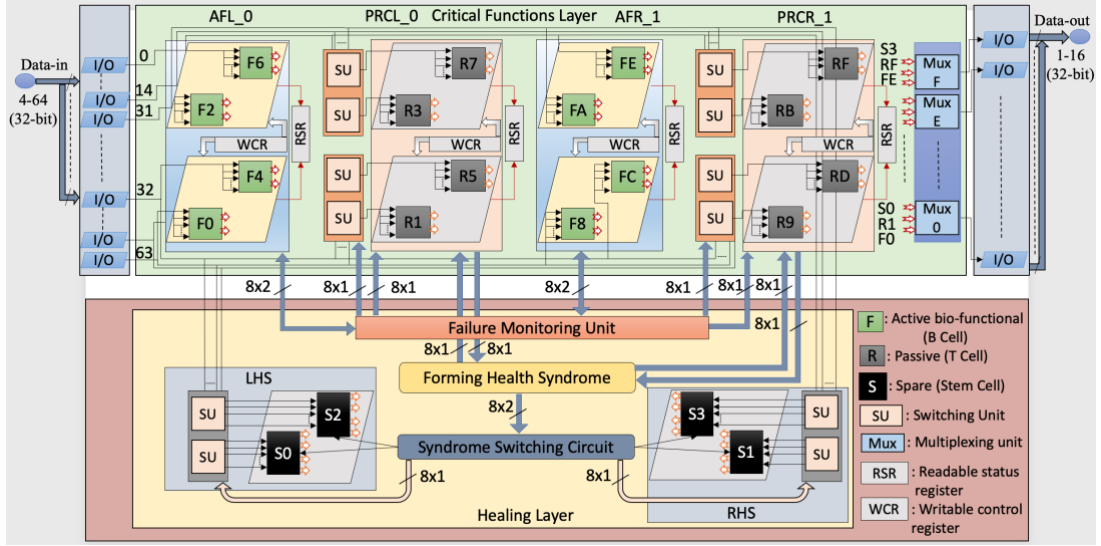 AFL_0
PRCL_0
Critical Functions Layer
AFR_1
PRCR_1
Data-in
4-64
(32-bit)
I/O
I/O
I/O
I/O
I/O
I/O
0
14
31
32
63
F6
F2
WCR
RSR
F4
F0
SU
SU
SU
SU
R7
R3
WCR
RSR
R5
R1
FE
FA
WCR
RSR
FC
F8
SU
SU
SU
SU
RF
RB
WCR
RSR
RD
R9
S3
RF
FE
Mux
F
Mux
E
S0
R1
F0
Mux
0
I/O
I/O
I/O
Data-out
1-16
(32-bit)
8x2
8x1
8x1
8x2
8x1
8x1
8x1
8x1
Failure Monitoring Unit
8x1
8x1
Forming Health Syndrome
8x2
Syndrome Switching Circuit
8x1
8x1
LHS
SU
SU
S2
S0
RHS
S3
S1
SU
SU
Healing Layer
F : Active bio-functional
(B Cell)
R : Passive (T Cell)
S : Spare (Stem Cell)
SU : Switching Unit
Mux : Multiplexing unit
RSR : Readable status
register
WCR : Writable control
register